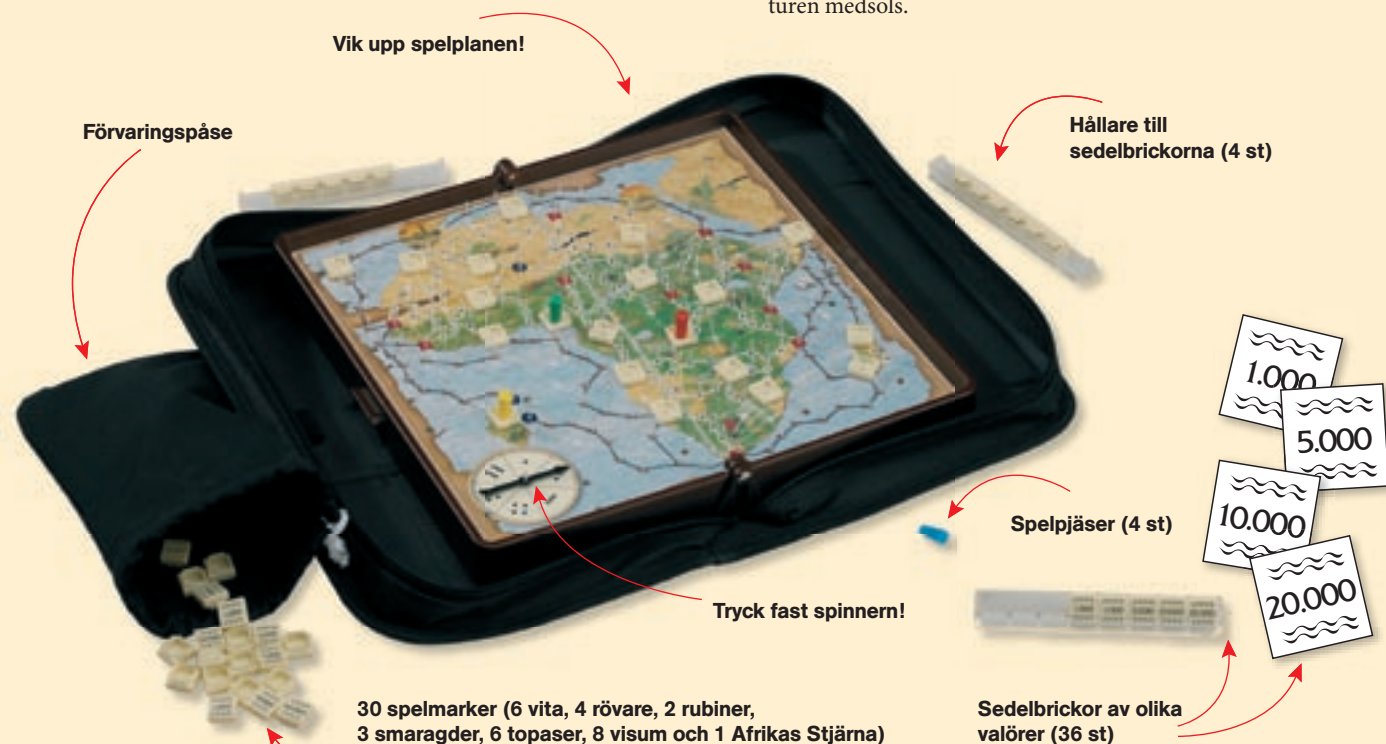 turen medsols.
Vik upp spelplanen!
Förvaringspåse
Hållare till
sedelbrickorna (4 st)
1.000
5.000
10.000
20.000
Spelpjäser (4 st)
Tryck fast spinnern!
30 spelmarker (6 vita, 4 rövare, 2 rubiner,
3 smaragder, 6 topaser, 8 visum och 1 Afrikas Stjärna)
Sedelbrickor av olika
valörer (36 st)